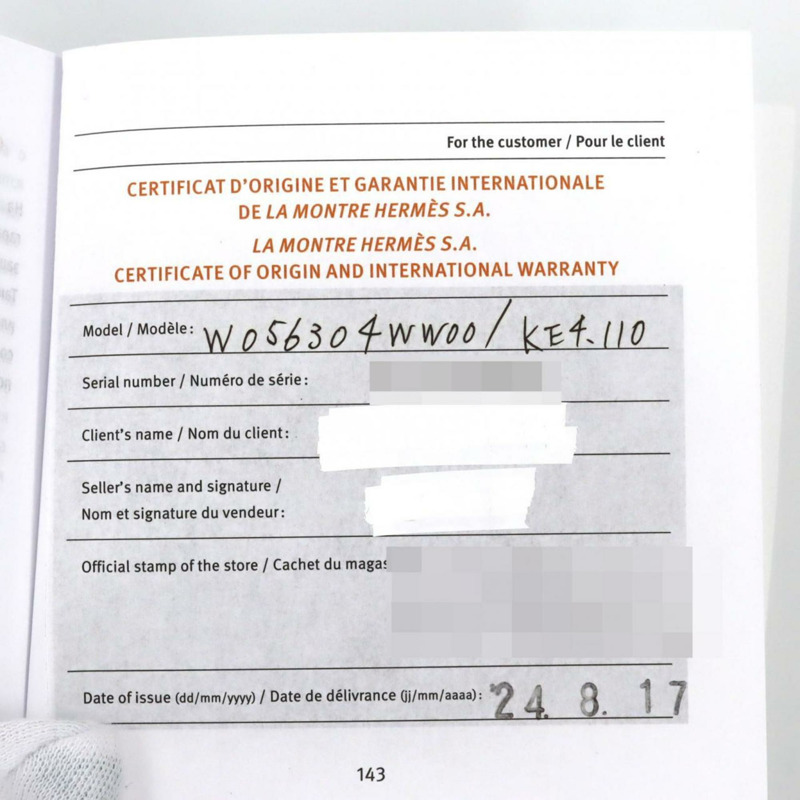 For the customer / Pour le client
CERTIFICAT D'ORIGINE ET GARANTIE INTERNATIONALE
DE LA MONTRE HERMÈS S.A.
LA MONTRE HERMÈS S.A.
CERTIFICATE OF ORIGIN AND INTERNATIONAL WARRANTY
Model / Modèle: W056304WW00 / KE4.110
Serial number / Numéro de série:
Client's name / Nom du client:
Seller's name and signature /
Nom et signature du vendeur:
Official stamp of the store / Cachet du magas
Date of issue (dd/mm/yyyy) / Date de délivrance (jj/mm/aaaa): '24. 8. 17
143